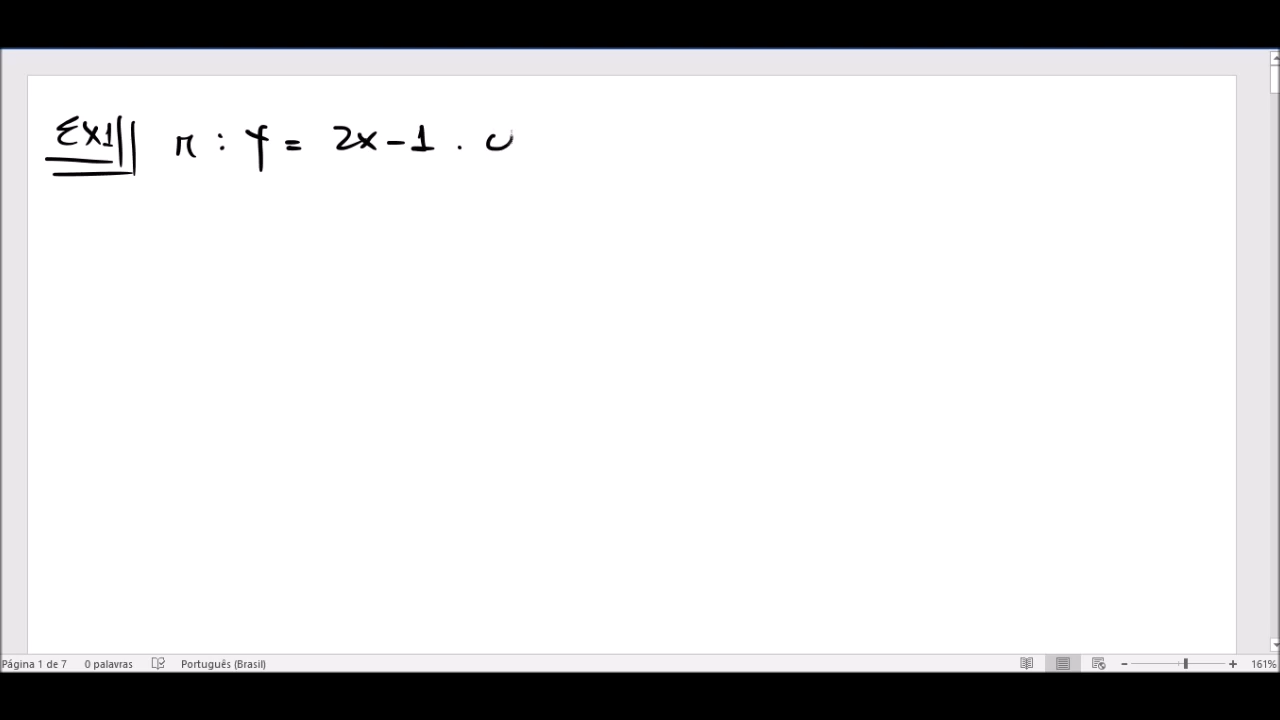 Ex1 r : y = 2x - 1 .
Página 1 de 7 0 palavras Português (Brasil) 161%